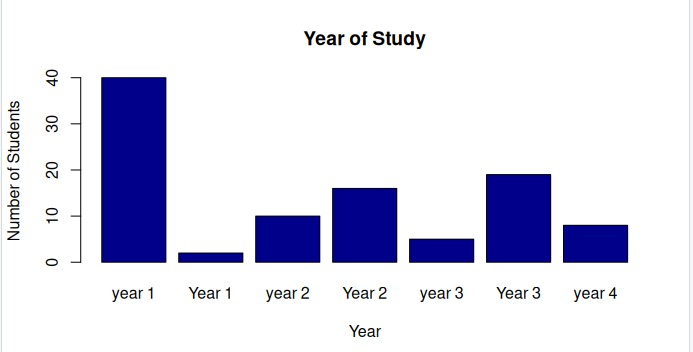 Year of Study
Number of Students
40
30
20
10
0
year 1 Year 1 year 2 Year 2 year 3 Year 3 year 4
Year